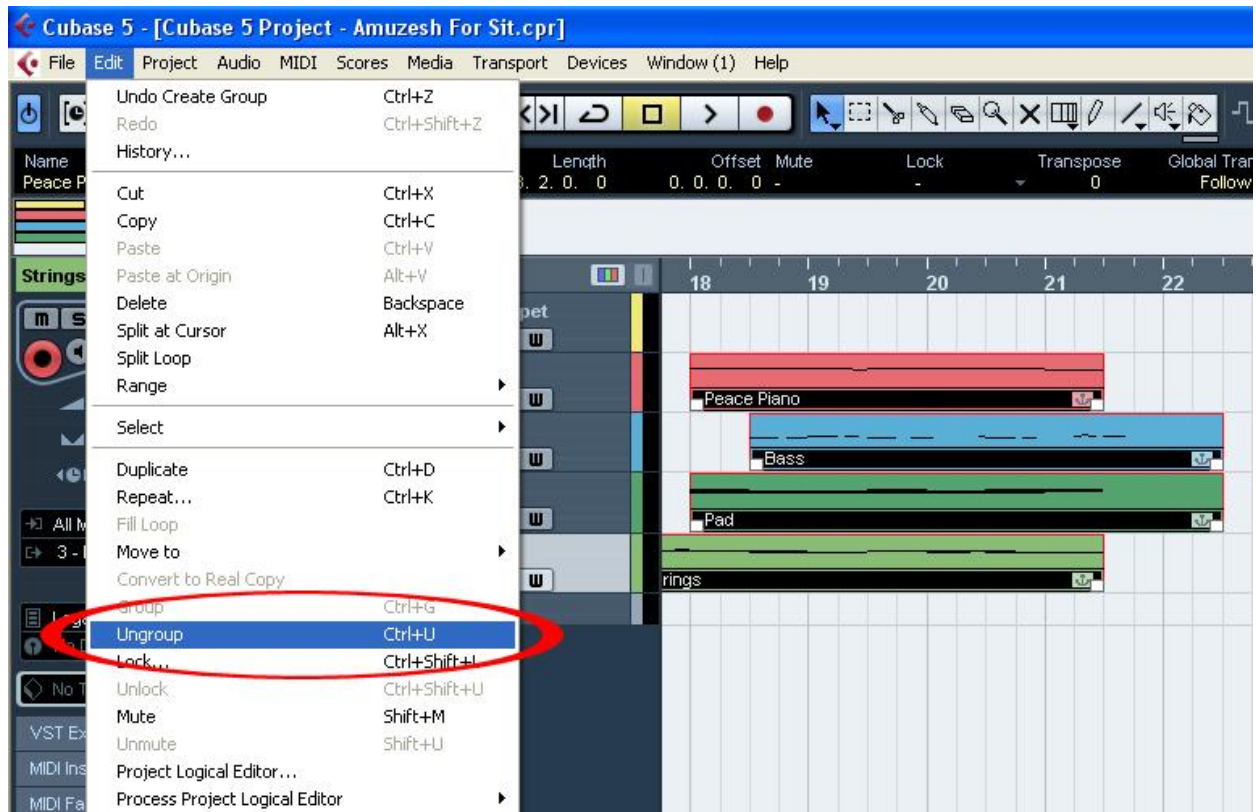 Cubase 5 - [Cubase 5 Project - Amuzesh For Sit.cpr]
File Edit Project Audio MIDI Scores Media Transport Devices Window (1) Help
Undo Create Group Ctrl+Z
Redo Ctrl+Shift+Z
History...
Cut Ctrl+X
Copy Ctrl+C
Paste Ctrl+V
Paste at Origin Alt+V
Delete Backspace
Split at Cursor Alt+X
Split Loop
Range
Select
Duplicate Ctrl+D
Repeat... Ctrl+K
Fill Loop
Move to
Convert to Real Copy
Group Ctrl+G
Ungroup Ctrl+U
Lock... Ctrl+Shift+L
Unlock Ctrl+Shift+U
Mute Shift+M
Unmute Shift+U
Project Logical Editor...
Process Project Logical Editor
Name Length Offset Mute Lock Transpose Global Tran
Peace P 2. 0. 0 0. 0. 0. 0 - - 0 Follow
Strings
m S
All M
3 -
No T
VST Ex
MIDI Ins
MIDI Fa
pet
W
W
W
W
W
18 19 20 21 22
Peace Piano
Bass
Pad
rings